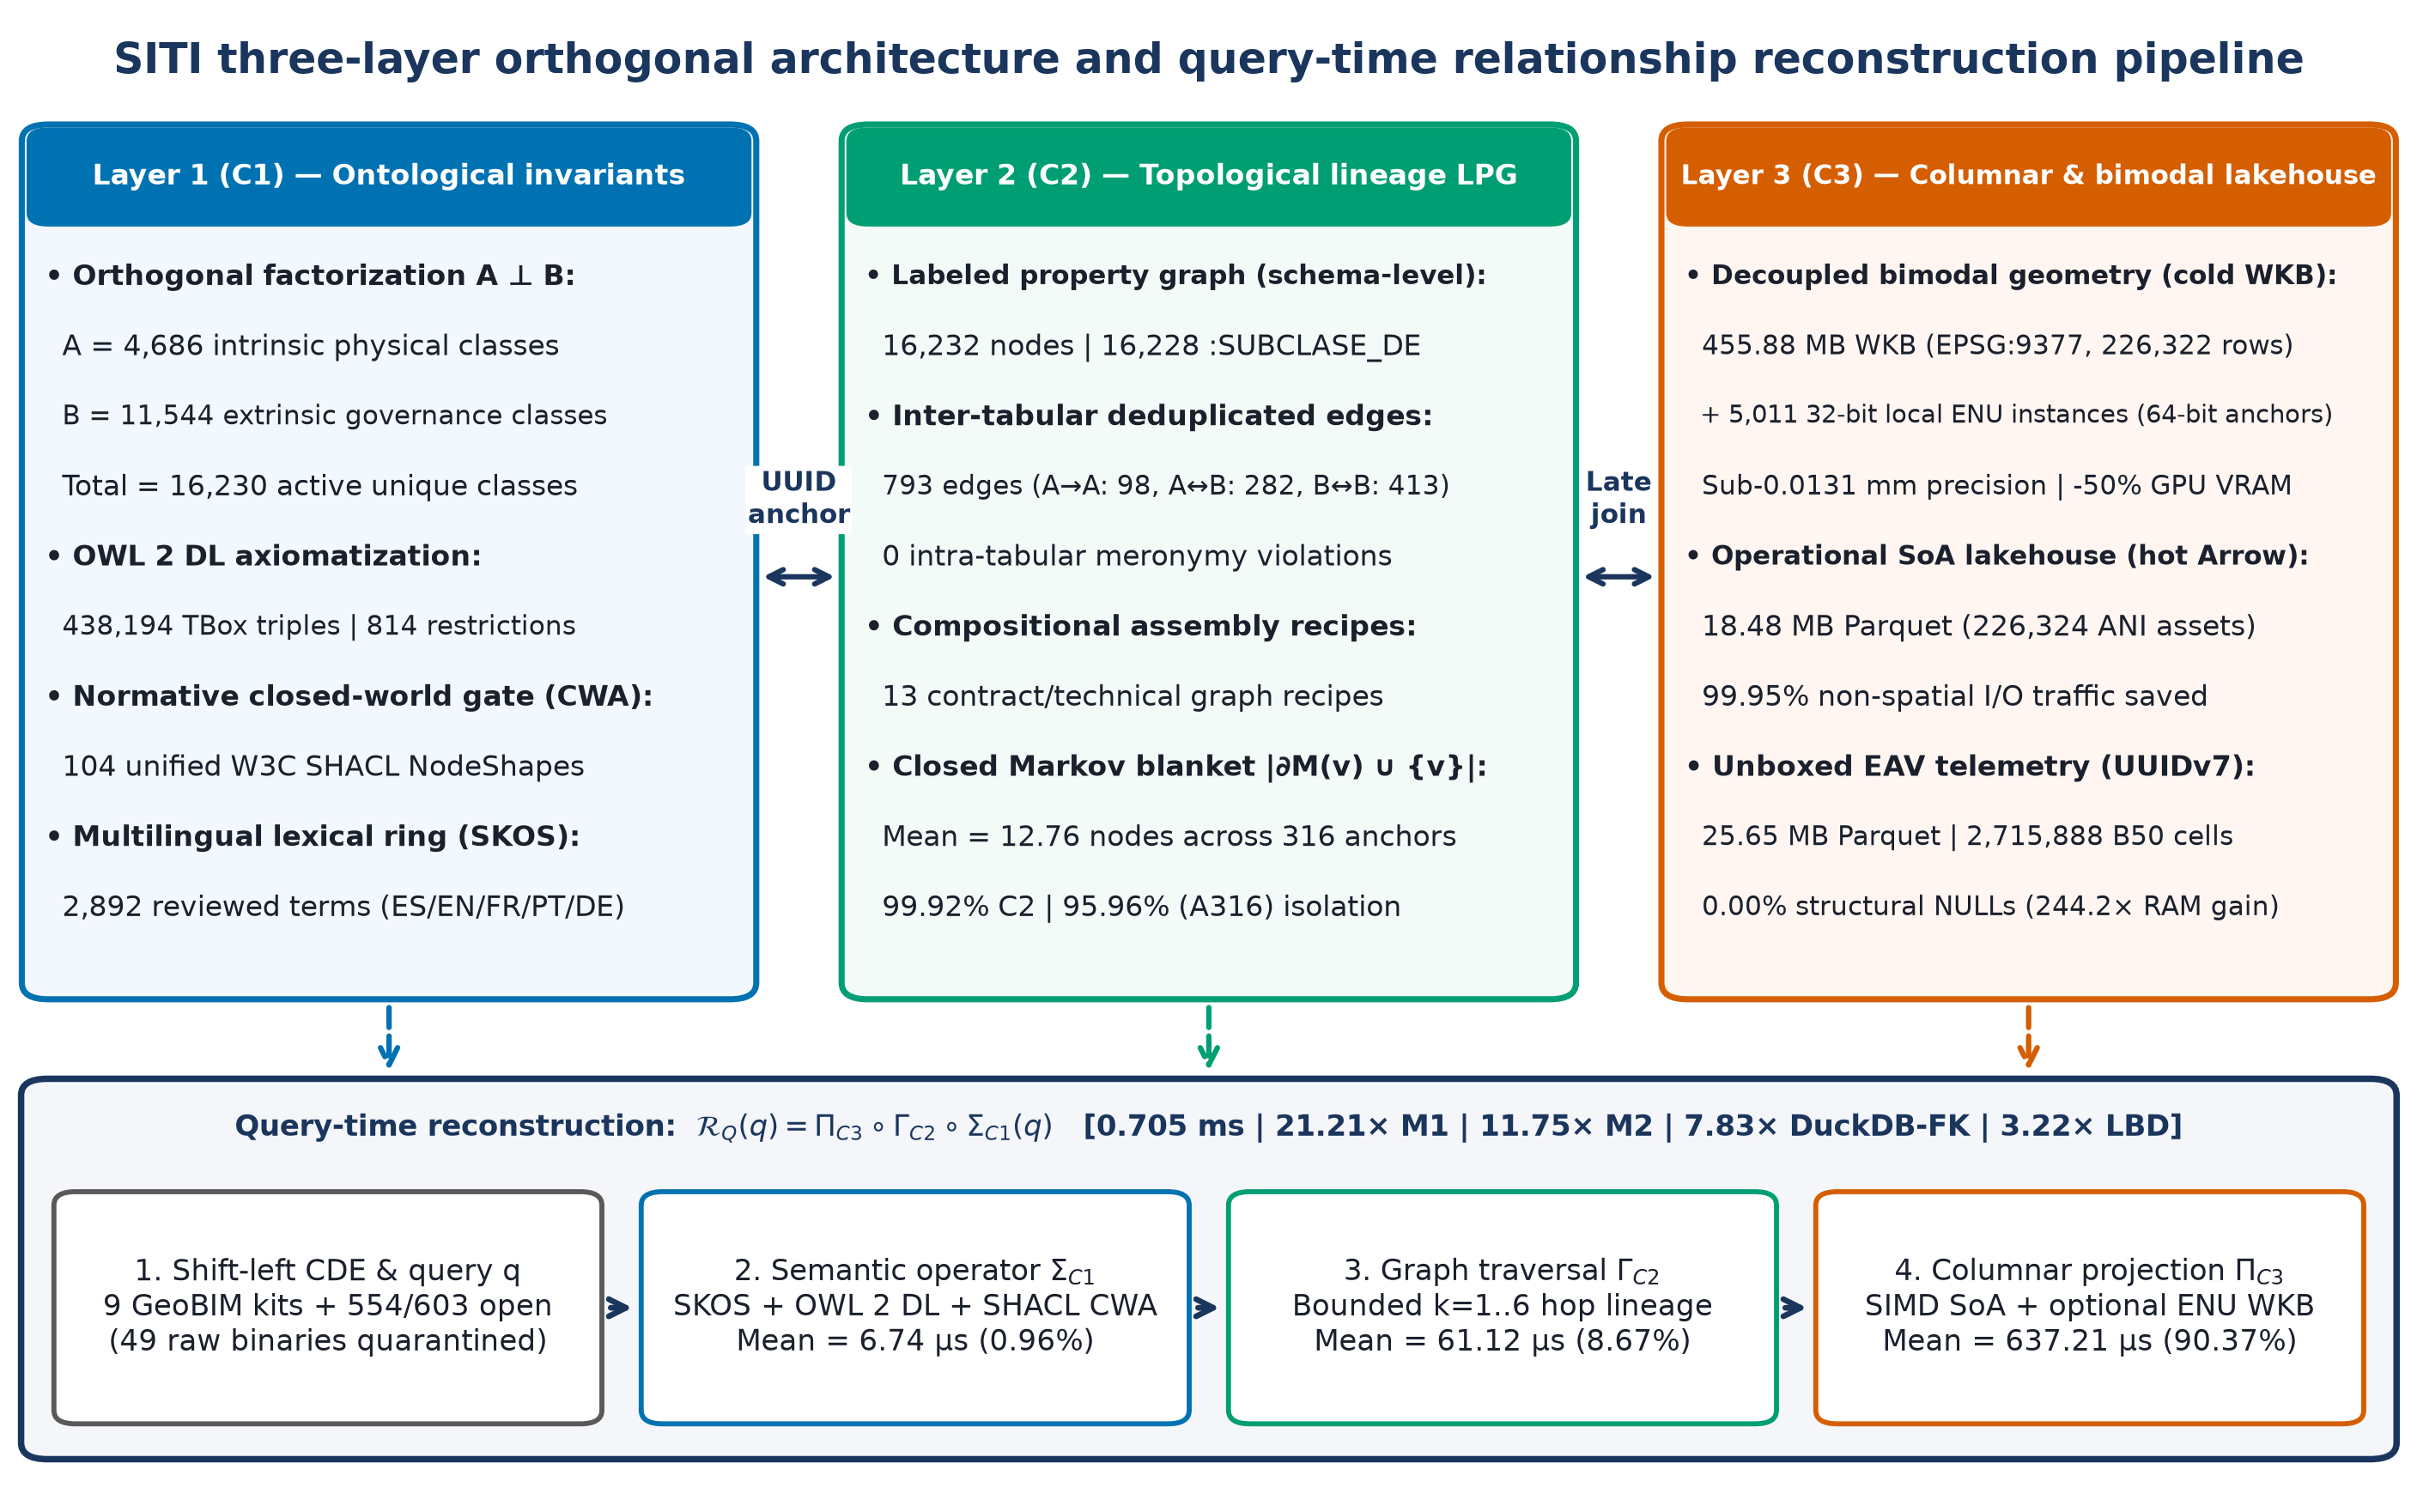 SITI three-layer orthogonal architecture and query-time relationship reconstruction pipeline
Layer 1 (C1) — Ontological invariants
• Orthogonal factorization A ⊥ B:
A = 4,686 intrinsic physical classes
B = 11,544 extrinsic governance classes
Total = 16,230 active unique classes
• OWL 2 DL axiomatization:
438,194 TBox triples | 814 restrictions
• Normative closed-world gate (CWA):
104 unified W3C SHACL NodeShapes
• Multilingual lexical ring (SKOS):
2,892 reviewed terms (ES/EN/FR/PT/DE)
UUID
anchor
Layer 2 (C2) — Topological lineage LPG
• Labeled property graph (schema-level):
16,232 nodes | 16,228 :SUBCLASE_DE
• Inter-tabular deduplicated edges:
793 edges (A→A: 98, A↔B: 282, B↔B: 413)
0 intra-tabular meronymy violations
• Compositional assembly recipes:
13 contract/technical graph recipes
• Closed Markov blanket |∂M(v) ∪ {v}|:
Mean = 12.76 nodes across 316 anchors
99.92% C2 | 95.96% (A316) isolation
Late
join
Layer 3 (C3) — Columnar & bimodal lakehouse
• Decoupled bimodal geometry (cold WKB):
455.88 MB WKB (EPSG:9377, 226,322 rows)
+ 5,011 32-bit local ENU instances (64-bit anchors)
Sub-0.0131 mm precision | -50% GPU VRAM
• Operational SoA lakehouse (hot Arrow):
18.48 MB Parquet (226,324 ANI assets)
99.95% non-spatial I/O traffic saved
• Unboxed EAV telemetry (UUIDv7):
25.65 MB Parquet | 2,715,888 B50 cells
0.00% structural NULLs (244.2× RAM gain)
Query-time reconstruction: ℛ_Q(q) = Π_C3 ∘ Γ_C2 ∘ Σ_C1(q) [0.705 ms | 21.21× M1 | 11.75× M2 | 7.83× DuckDB-FK | 3.22× LBD]
1. Shift-left CDE & query q
9 GeoBIM kits + 554/603 open
(49 raw binaries quarantined)
2. Semantic operator Σ_C1
SKOS + OWL 2 DL + SHACL CWA
Mean = 6.74 µs (0.96%)
3. Graph traversal Γ_C2
Bounded k=1..6 hop lineage
Mean = 61.12 µs (8.67%)
4. Columnar projection Π_C3
SIMD SoA + optional ENU WKB
Mean = 637.21 µs (90.37%)